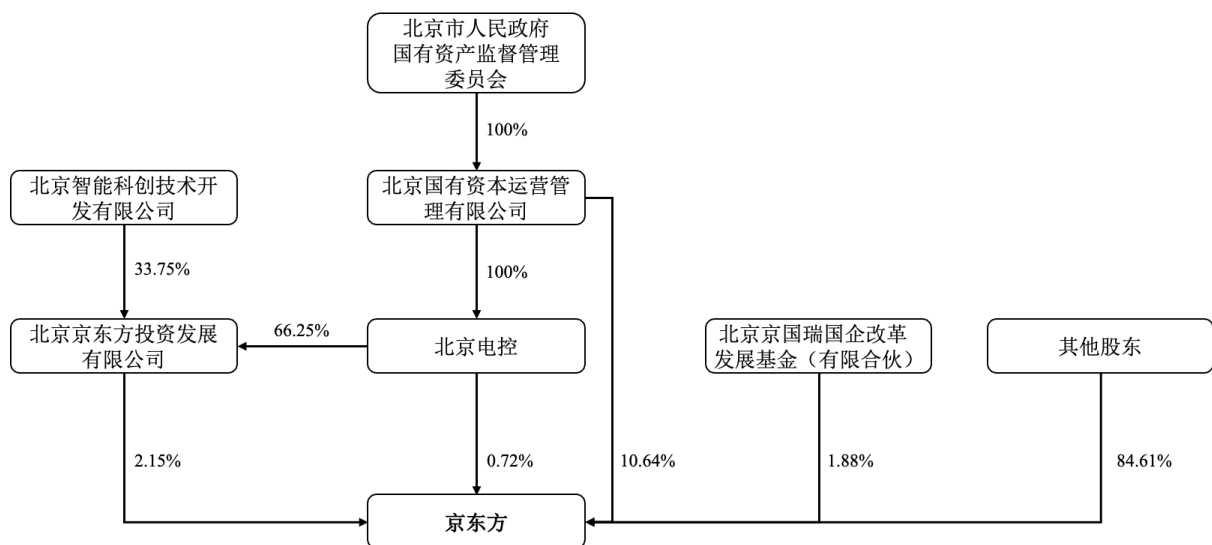 北京市人民政府
国有资产监督管理
委员会
100%
北京智能科创技术开
发有限公司
北京国有资本运营管
理有限公司
33.75%
100%
北京京东方投资发展
有限公司
66.25%
北京电控
北京京国瑞国企改革
发展基金（有限合伙）
其他股东
2.15%
0.72%
10.64%
1.88%
84.61%
京东方